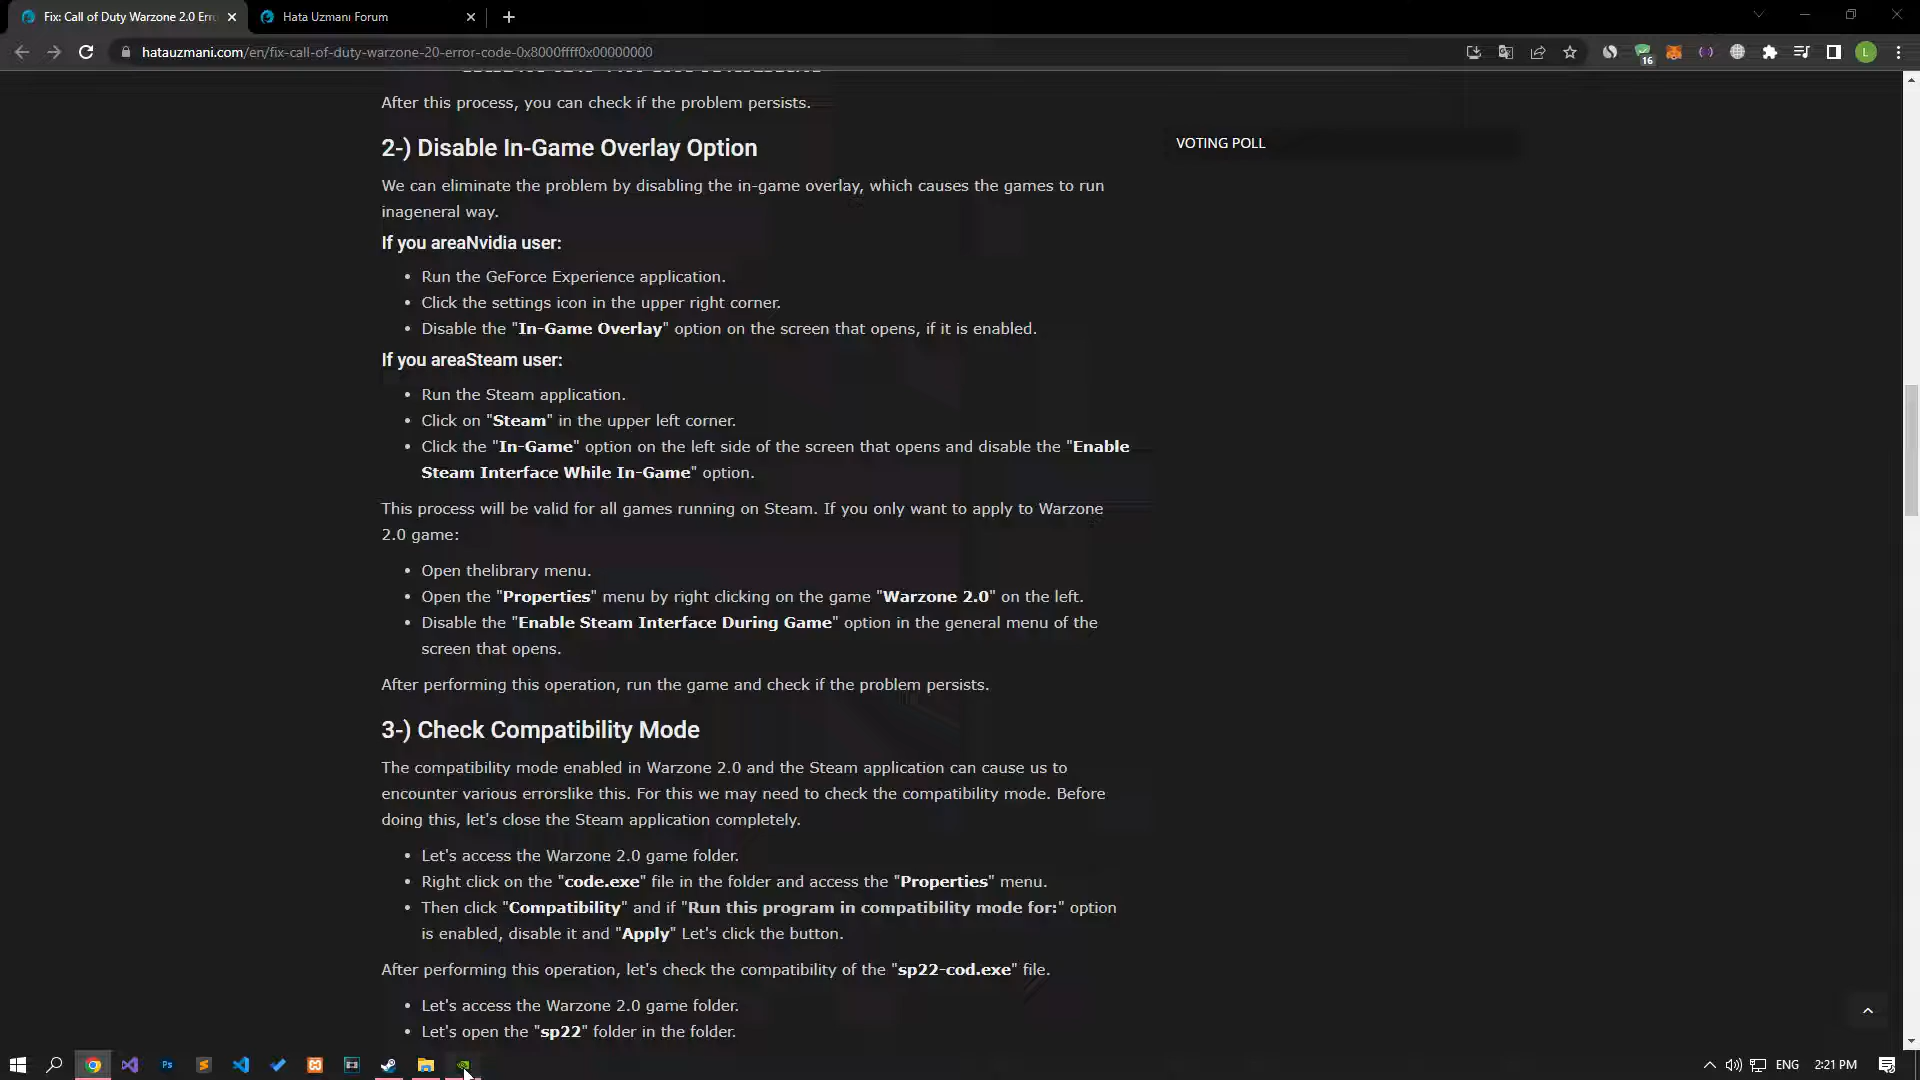 Fix: Call of Duty Warzone 2.0 Err
Hata Uzmanı Forum
hatauzmani.com/en/fix-call-of-duty-warzone-20-error-code-0x8000ffff0x00000000
16
L
After this process, you can check if the problem persists.
2-) Disable In-Game Overlay Option
VOTING POLL
We can eliminate the problem by disabling the in-game overlay, which causes the games to run
inageneral way.
If you areaNvidia user:
• Run the GeForce Experience application.
• Click the settings icon in the upper right corner.
• Disable the "In-Game Overlay" option on the screen that opens, if it is enabled.
If you areaSteam user:
• Run the Steam application.
• Click on "Steam" in the upper left corner.
• Click the "In-Game" option on the left side of the screen that opens and disable the "Enable
Steam Interface While In-Game" option.
This process will be valid for all games running on Steam. If you only want to apply to Warzone
2.0 game:
• Open thelibrary menu.
• Open the "Properties" menu by right clicking on the game "Warzone 2.0" on the left.
• Disable the "Enable Steam Interface During Game" option in the general menu of the
screen that opens.
After performing this operation, run the game and check if the problem persists.
3-) Check Compatibility Mode
The compatibility mode enabled in Warzone 2.0 and the Steam application can cause us to
encounter various errorslike this. For this we may need to check the compatibility mode. Before
doing this, let's close the Steam application completely.
• Let's access the Warzone 2.0 game folder.
• Right click on the "code.exe" file in the folder and access the "Properties" menu.
• Then click "Compatibility" and if "Run this program in compatibility mode for:" option
is enabled, disable it and "Apply" Let's click the button.
After performing this operation, let's check the compatibility of the "sp22-cod.exe" file.
• Let's access the Warzone 2.0 game folder.
• Let's open the "sp22" folder in the folder.
Ps
ENG
2:21 PM